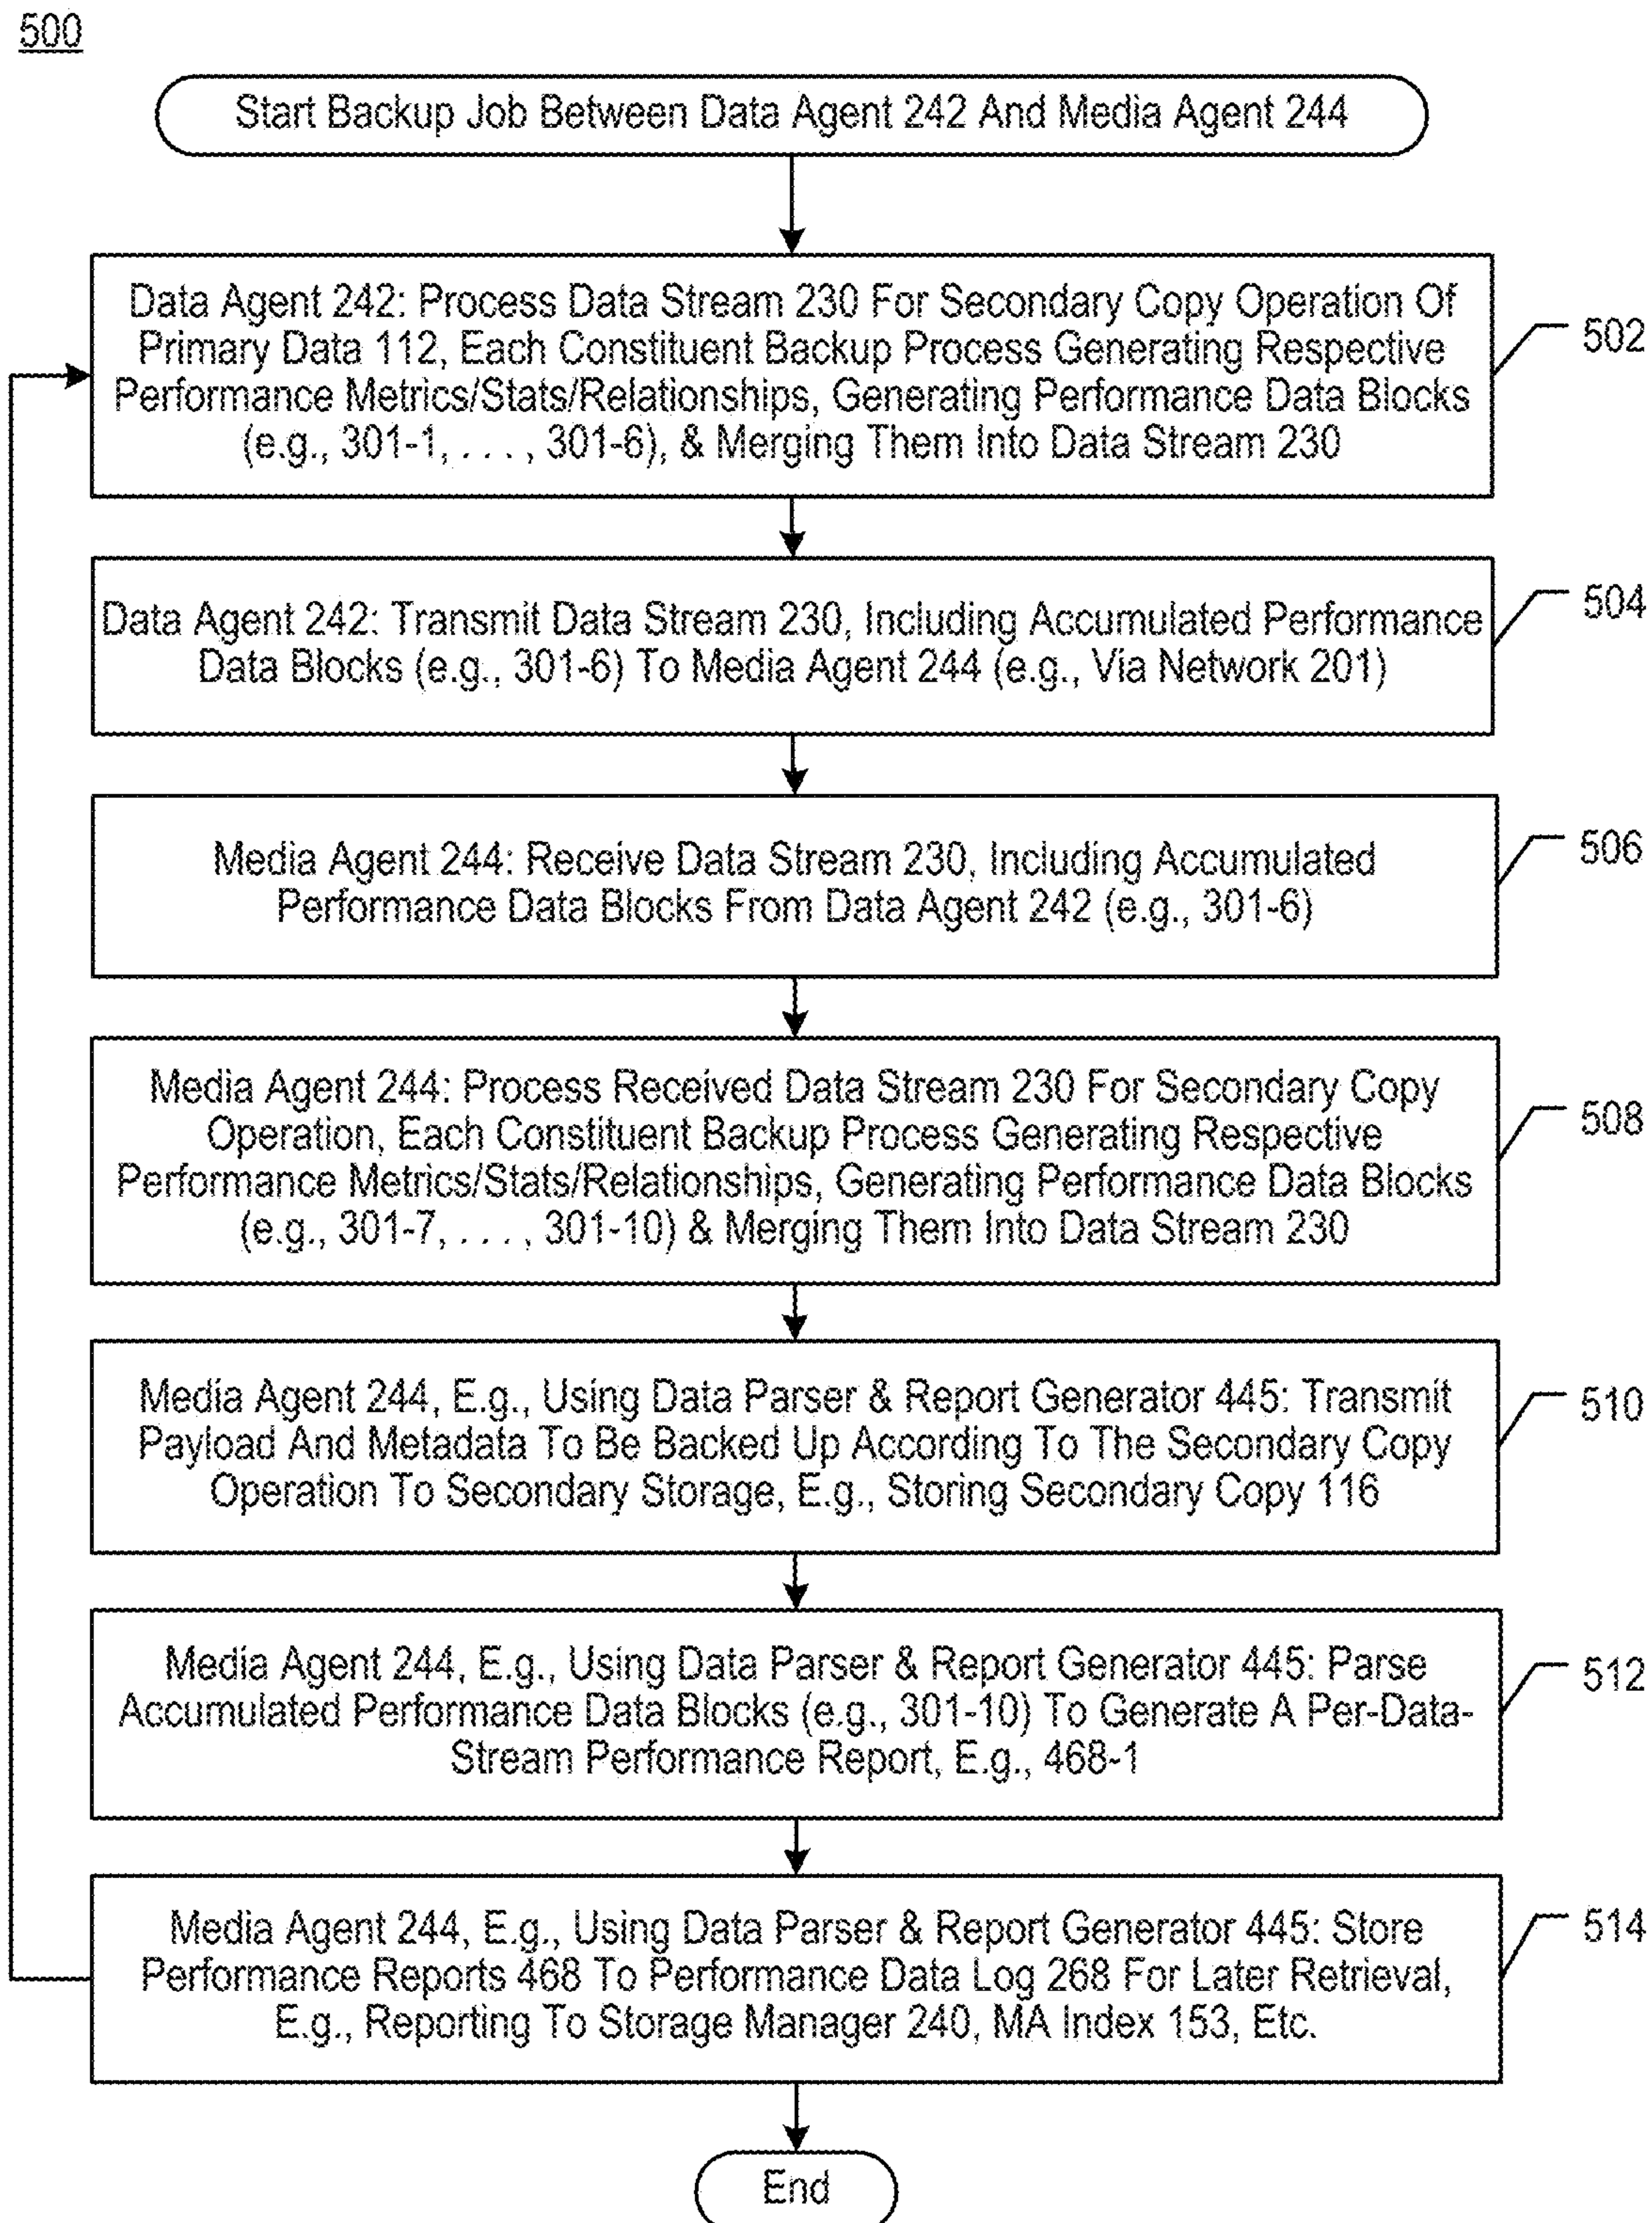 500
Start Backup Job Between Data Agent 242 And Media Agent 244
Data Agent 242: Process Data Stream 230 For Secondary Copy Operation Of
Primary Data 112, Each Constituent Backup Process Generating Respective
Performance Metrics/Stats/Relationships, Generating Performance Data Blocks
(e.g., 301-1, . . . , 301-6), & Merging Them Into Data Stream 230
502
Data Agent 242: Transmit Data Stream 230, Including Accumulated Performance
Data Blocks (e.g., 301-6) To Media Agent 244 (e.g., Via Network 201)
504
Media Agent 244: Receive Data Stream 230, Including Accumulated
Performance Data Blocks From Data Agent 242 (e.g., 301-6)
506
Media Agent 244: Process Received Data Stream 230 For Secondary Copy
Operation, Each Constituent Backup Process Generating Respective
Performance Metrics/Stats/Relationships, Generating Performance Data Blocks
(e.g., 301-7, . . . , 301-10) & Merging Them Into Data Stream 230
508
Media Agent 244, E.g., Using Data Parser & Report Generator 445: Transmit
Payload And Metadata To Be Backed Up According To The Secondary Copy
Operation To Secondary Storage, E.g., Storing Secondary Copy 116
510
Media Agent 244, E.g., Using Data Parser & Report Generator 445: Parse
Accumulated Performance Data Blocks (e.g., 301-10) To Generate A Per-Data-
Stream Performance Report, E.g., 468-1
512
Media Agent 244, E.g., Using Data Parser & Report Generator 445: Store
Performance Reports 468 To Performance Data Log 268 For Later Retrieval,
E.g., Reporting To Storage Manager 240, MA Index 153, Etc.
514
End